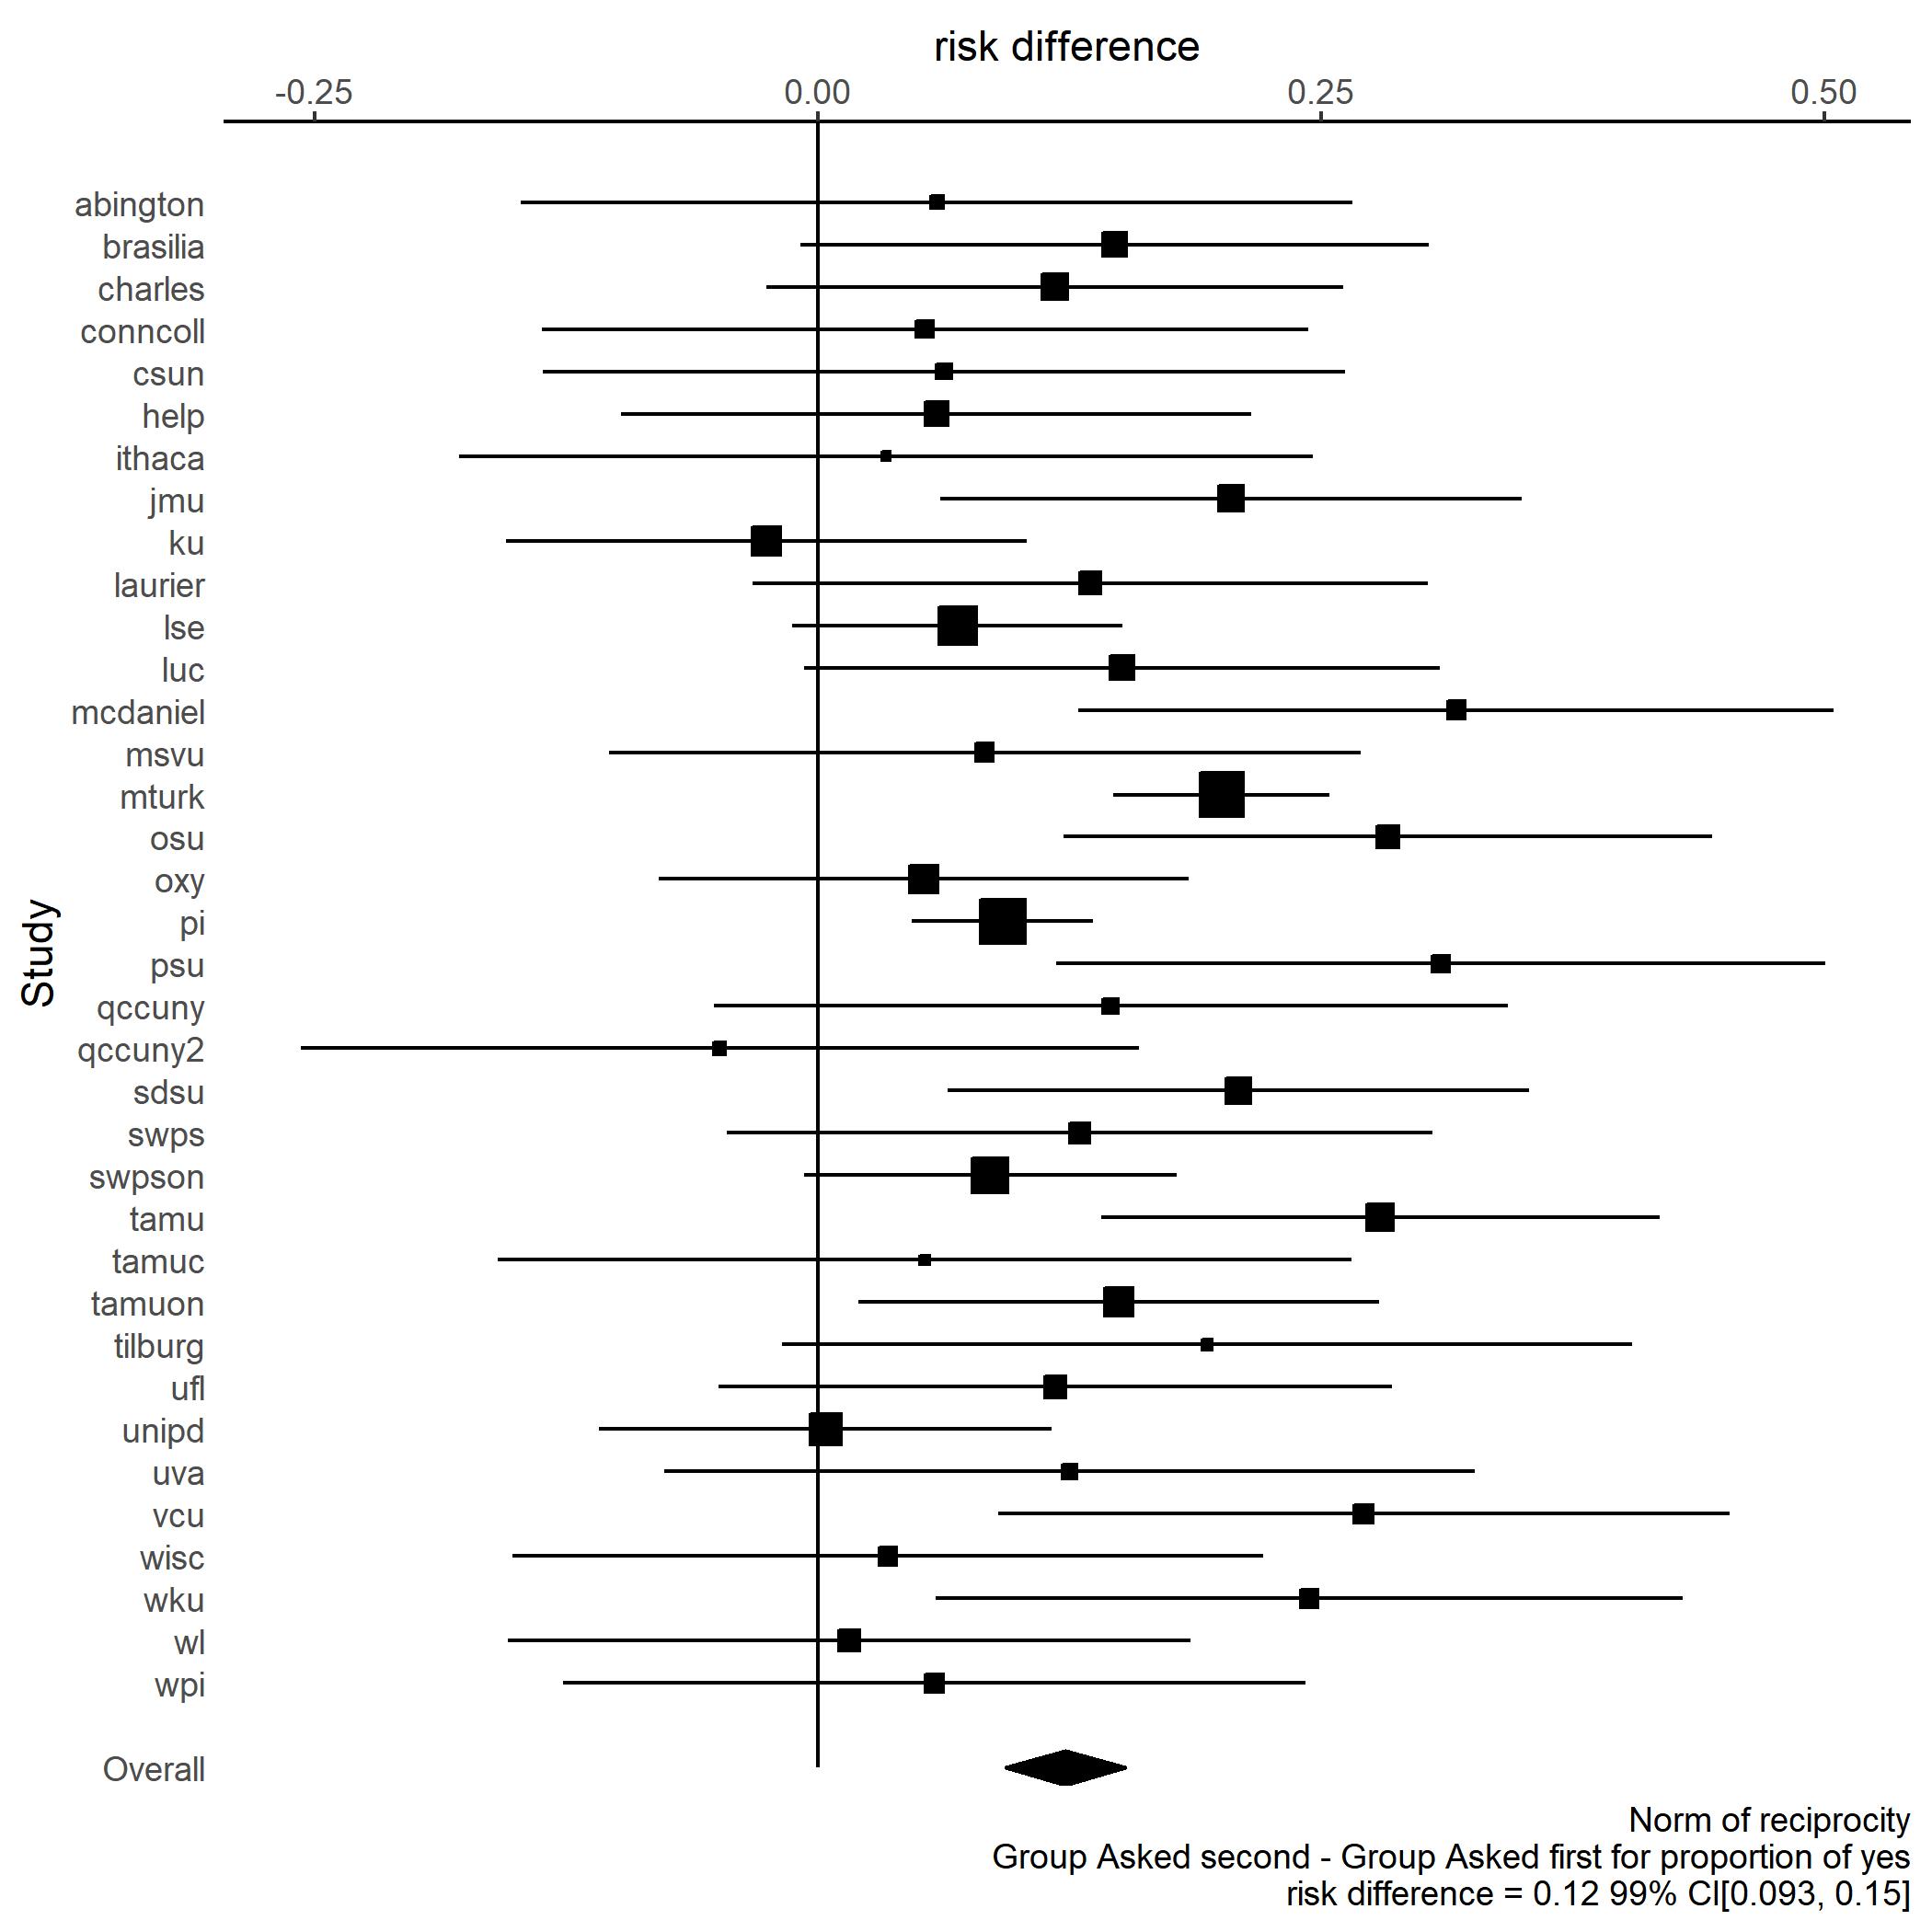 risk difference
-0.25 0.00 0.25 0.50
abington
brasilia
charles
conncoll
csun
help
ithaca
jmu
ku
laurier
lse
luc
mcdaniel
msvu
mturk
osu
oxy
pi
psu
qccuny
qccuny2
sdsu
swps
swpson
tamu
tamuc
tamuon
tilburg
ufl
unipd
uva
vcu
wisc
wku
wl
wpi
Overall
Study
Norm of reciprocity
Group Asked second - Group Asked first for proportion of yes
risk difference = 0.12 99% CI[0.093, 0.15]